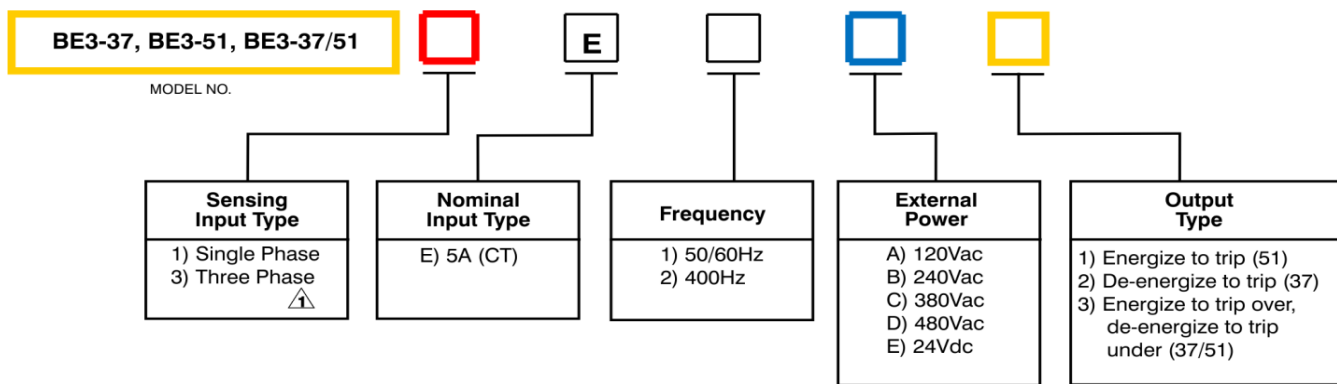 BE3-37, BE3-51, BE3-37/51
E
MODEL NO.
Sensing
Input Type
1) Single Phase
3) Three Phase
1
Nominal
Input Type
E) 5A (CT)
Frequency
1) 50/60Hz
2) 400Hz
External
Power
A) 120Vac
B) 240Vac
C) 380Vac
D) 480Vac
E) 24Vdc
Output
Type
1) Energize to trip (51)
2) De-energize to trip (37)
3) Energize to trip over,
de-energize to trip
under (37/51)